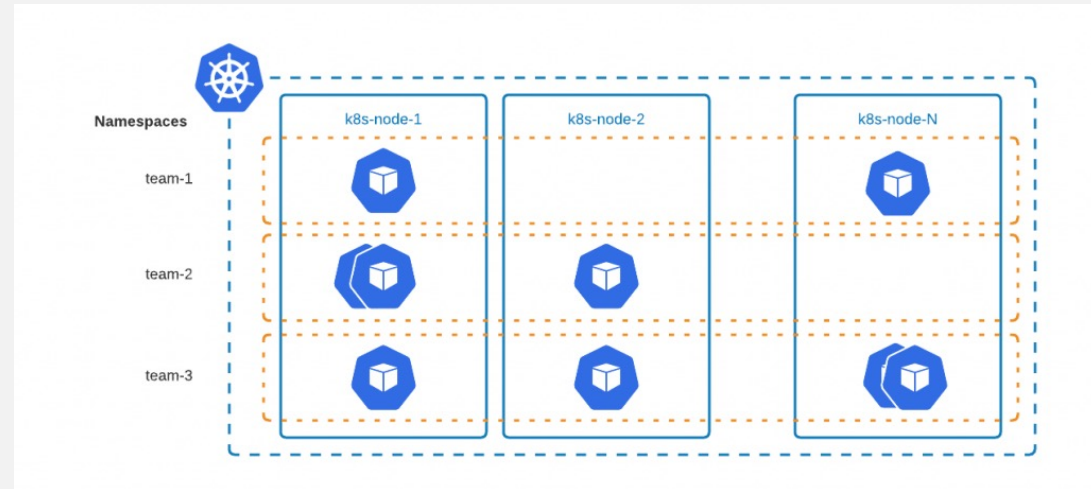 Namespaces
k8s-node-1
k8s-node-2
k8s-node-N
team-1
team-2
team-3